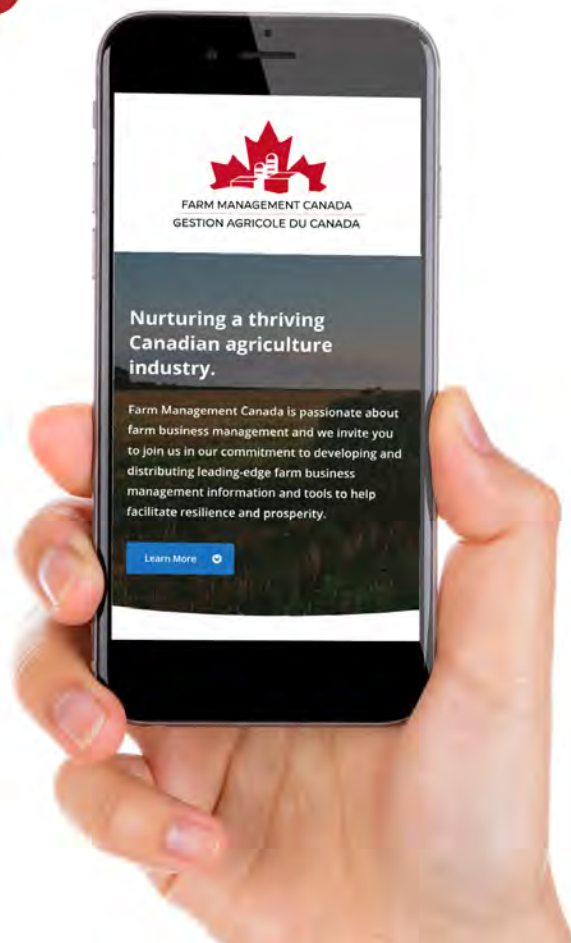 FARM MANAGEMENT CANADA
GESTION AGRICOLE DU CANADA
Nurturing a thriving
Canadian agriculture
industry.
Farm Management Canada is passionate about
farm business management and we invite you
to join us in our commitment to developing and
distributing leading-edge farm business
management information and tools to help
facilitate resilience and prosperity.
Learn More